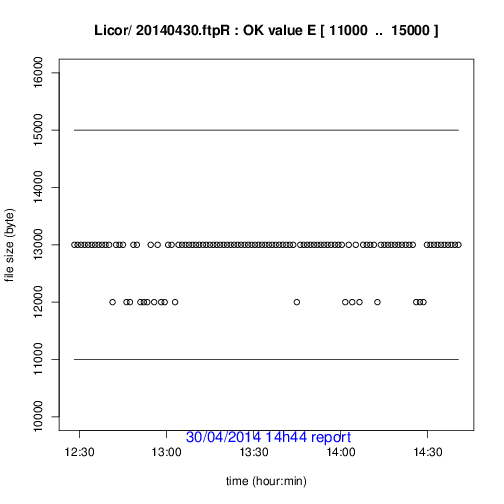 Licor/ 20140430.ftpR : OK value E [ 11000 .. 15000 ]
file size (byte)
16000
15000
14000
13000
12000
11000
10000
30/04/2014 14h44 report
12:30 13:00 13:30 14:00 14:30
time (hour:min)